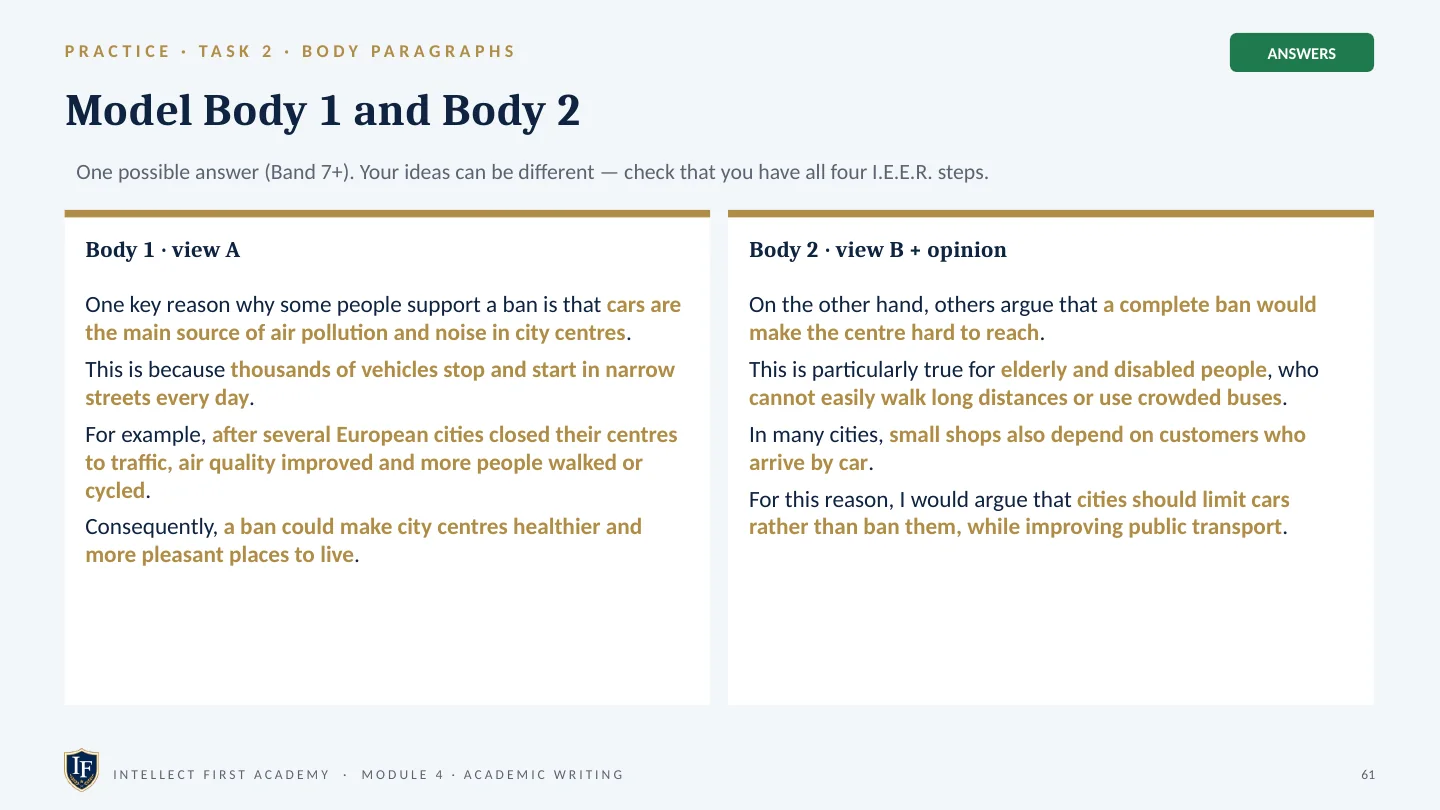 PRACTICE · TASK 2 · BODY PARAGRAPHS
ANSWERS
Model Body 1 and Body 2
One possible answer (Band 7+). Your ideas can be different — check that you have all four I.E.E.R. steps.
Body 1 · view A
One key reason why some people support a ban is that cars are
the main source of air pollution and noise in city centres.
This is because thousands of vehicles stop and start in narrow
streets every day.
For example, after several European cities closed their centres
to traffic, air quality improved and more people walked or
cycled.
Consequently, a ban could make city centres healthier and
more pleasant places to live.
Body 2 · view B + opinion
On the other hand, others argue that a complete ban would
make the centre hard to reach.
This is particularly true for elderly and disabled people, who
cannot easily walk long distances or use crowded buses.
In many cities, small shops also depend on customers who
arrive by car.
For this reason, I would argue that cities should limit cars
rather than ban them, while improving public transport.
IF
INTELLECT FIRST ACADEMY · MODULE 4 · ACADEMIC WRITING
61